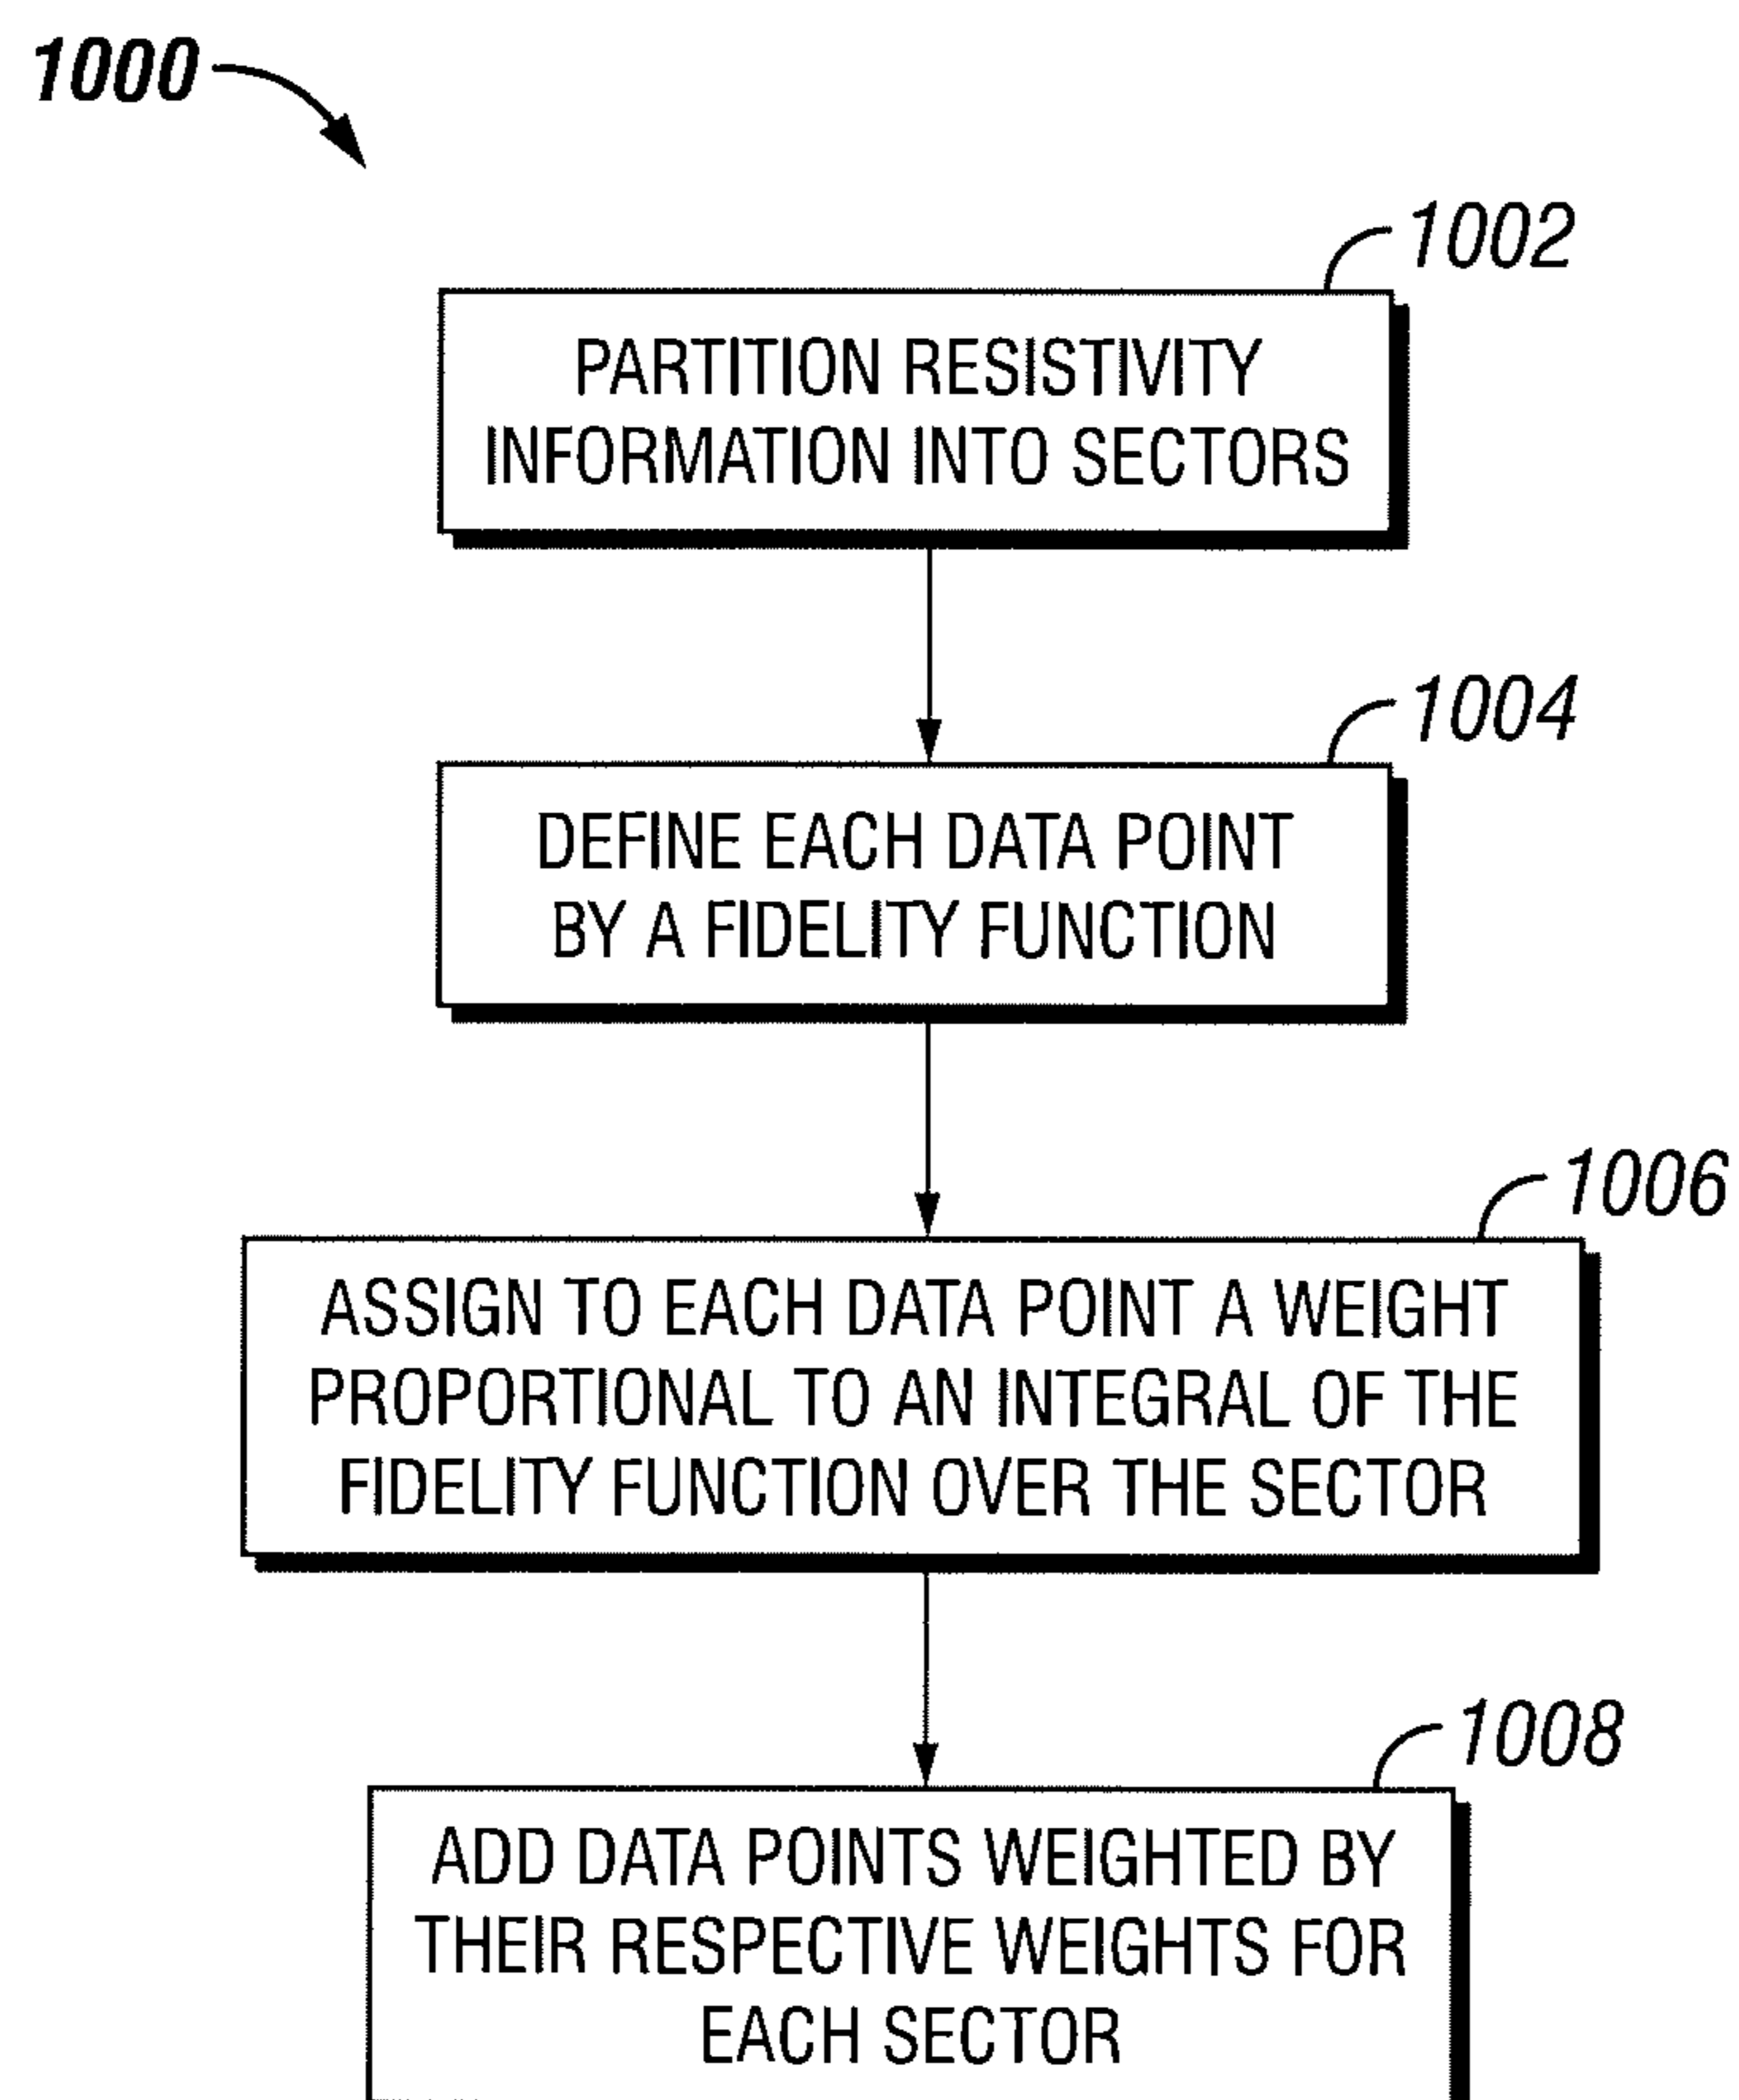 1000
1002
PARTITION RESISTIVITY
INFORMATION INTO SECTORS
1004
DEFINE EACH DATA POINT
BY A FIDELITY FUNCTION
1006
ASSIGN TO EACH DATA POINT A WEIGHT
PROPORTIONAL TO AN INTEGRAL OF THE
FIDELITY FUNCTION OVER THE SECTOR
1008
ADD DATA POINTS WEIGHTED BY
THEIR RESPECTIVE WEIGHTS FOR
EACH SECTOR